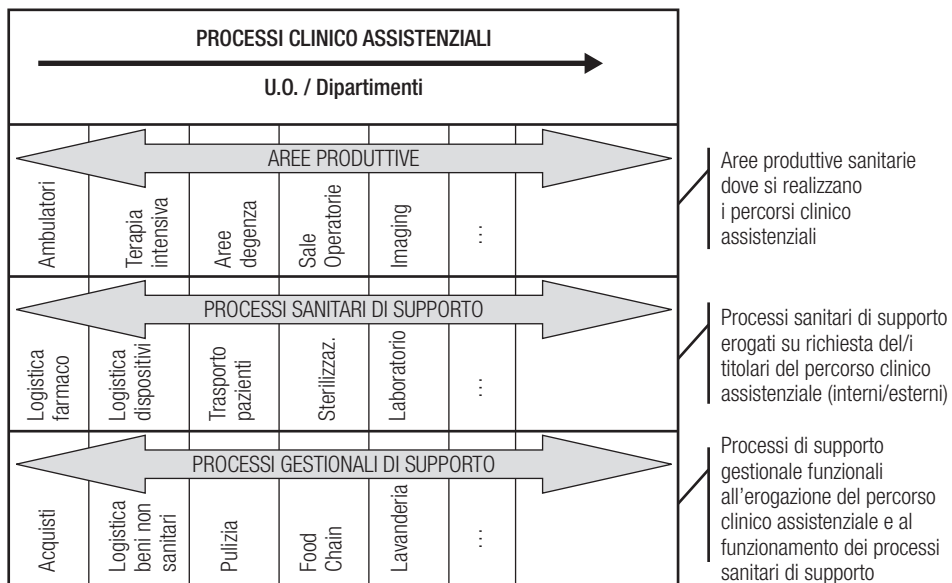 PROCESSI CLINICO ASSISTENZIALI
U.O. / Dipartimenti
AREE PRODUTTIVE
Ambulatori
Terapia
intensiva
Aree
degenza
Sale
Operatorie
Imaging
...
Aree produttive sanitarie
dove si realizzano
i percorsi clinico
assistenziali
PROCESSI SANITARI DI SUPPORTO
Logistica
farmaco
Logistica
dispositivi
Trasporto
pazienti
Sterilizzaz.
Laboratorio
...
Processi sanitari di supporto
erogati su richiesta del/i
titolari del percorso clinico
assistenziale (interni/esterni)
PROCESSI GESTIONALI DI SUPPORTO
Acquisti
Logistica
beni non
sanitari
Pulizia
Food
Chain
Lavanderia
...
Processi di supporto
gestionale funzionali
all'erogazione del percorso
clinico assistenziale e al
funzionamento dei processi
sanitari di supporto